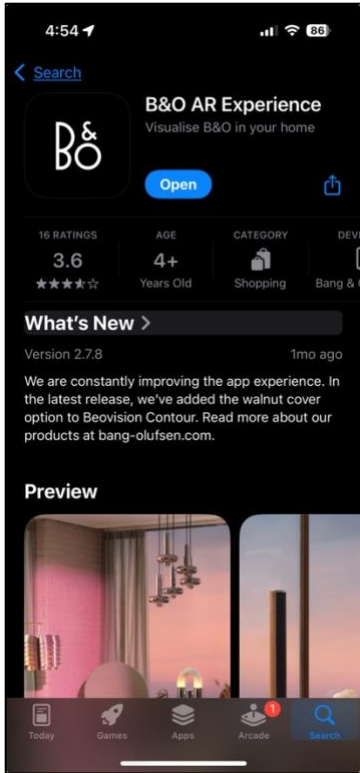 4:54
86
Search
B&O
B&O AR Experience
Visualise B&O in your home
Open
16 RATINGS
AGE
CATEGORY
DEV
3.6
4+
Years Old
Shopping
Bang &
What's New
Version 2.7.8
1mo ago
We are constantly improving the app experience. In
the latest release, we've added the walnut cover
option to Beovision Contour. Read more about our
products at bang-olufsen.com.
Preview
1
Today
Games
Apps
Arcade
Search